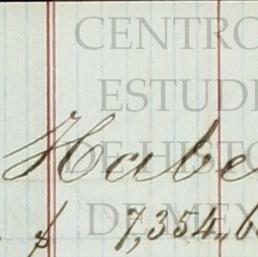 CENTRO
ESTUDI
DE HISTO
DE MEX
Habe
$ 7,354,,6